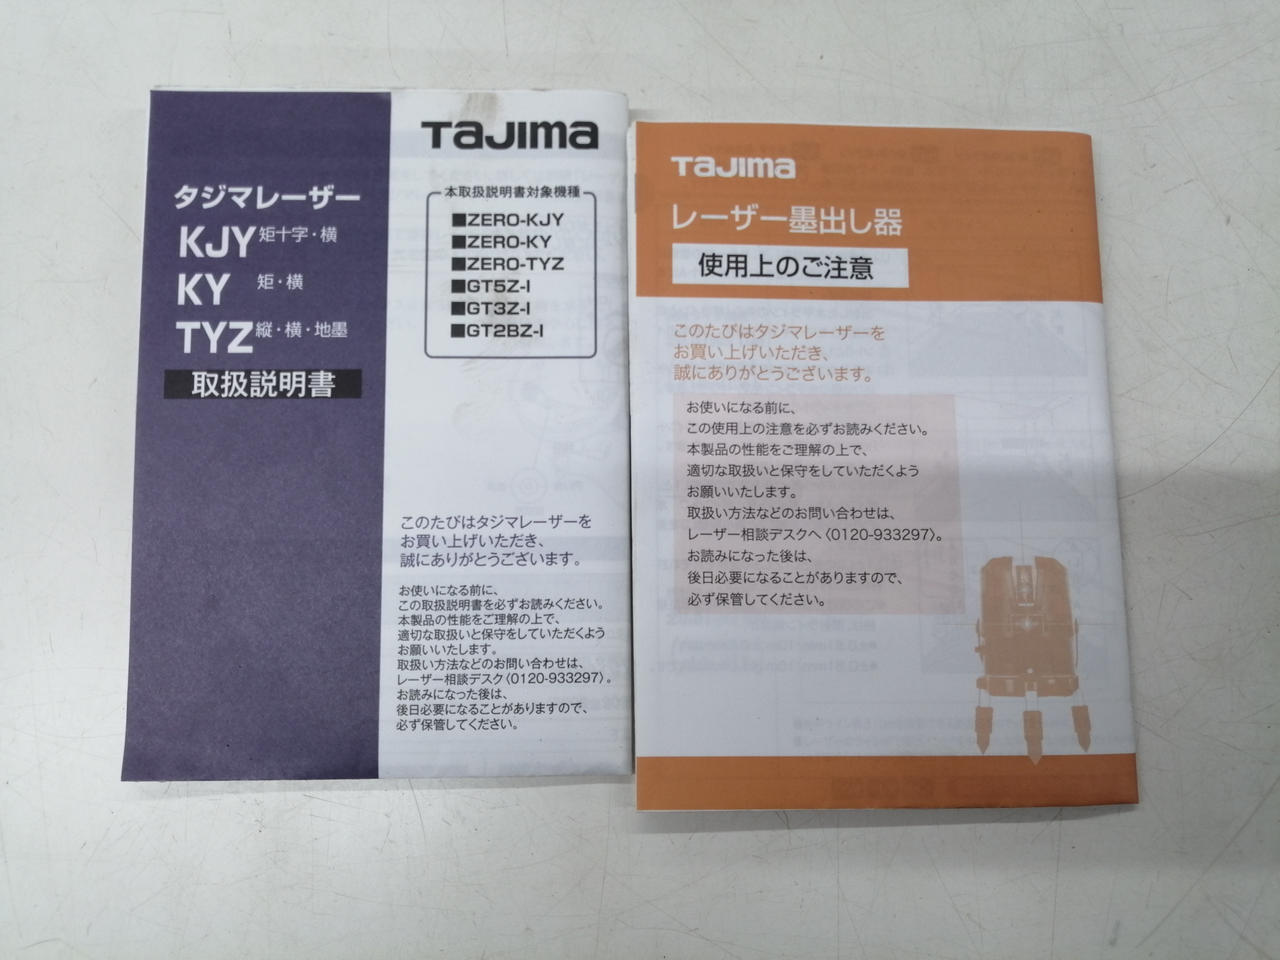 タジマレーザー
KJY 矩十字・横
KY 矩・横
TYZ 縦・横・地墨
取扱説明書
TAJIMA
本取扱説明書対象機種
■ZERO-KJY
■ZERO-KY
■ZERO-TYZ
■GT5Z-I
■GT3Z-I
■GT2BZ-I
このたびはタジマレーザーを
お買い上げいただき、
誠にありがとうございます。
お使いになる前に、
この取扱説明書を必ずお読みください。
本製品の性能をご理解の上で、
適切な取扱いと保守をしていただくよう
お願いいたします。
取扱い方法などのお問い合わせは、
レーザー相談デスク〈0120-933297〉。
お読みになった後は、
後日必要になることがありますので、
必ず保管してください。
TAJIMA
レーザー墨出し器
使用上のご注意
このたびはタジマレーザーを
お買い上げいただき、
誠にありがとうございます。
お使いになる前に、
この使用上の注意を必ずお読みください。
本製品の性能をご理解の上で、
適切な取扱いと保守をしていただくよう
お願いいたします。
取扱い方法などのお問い合わせは、
レーザー相談デスクへ〈0120-933297〉。
お読みになった後は、
後日必要になることがありますので、
必ず保管してください。